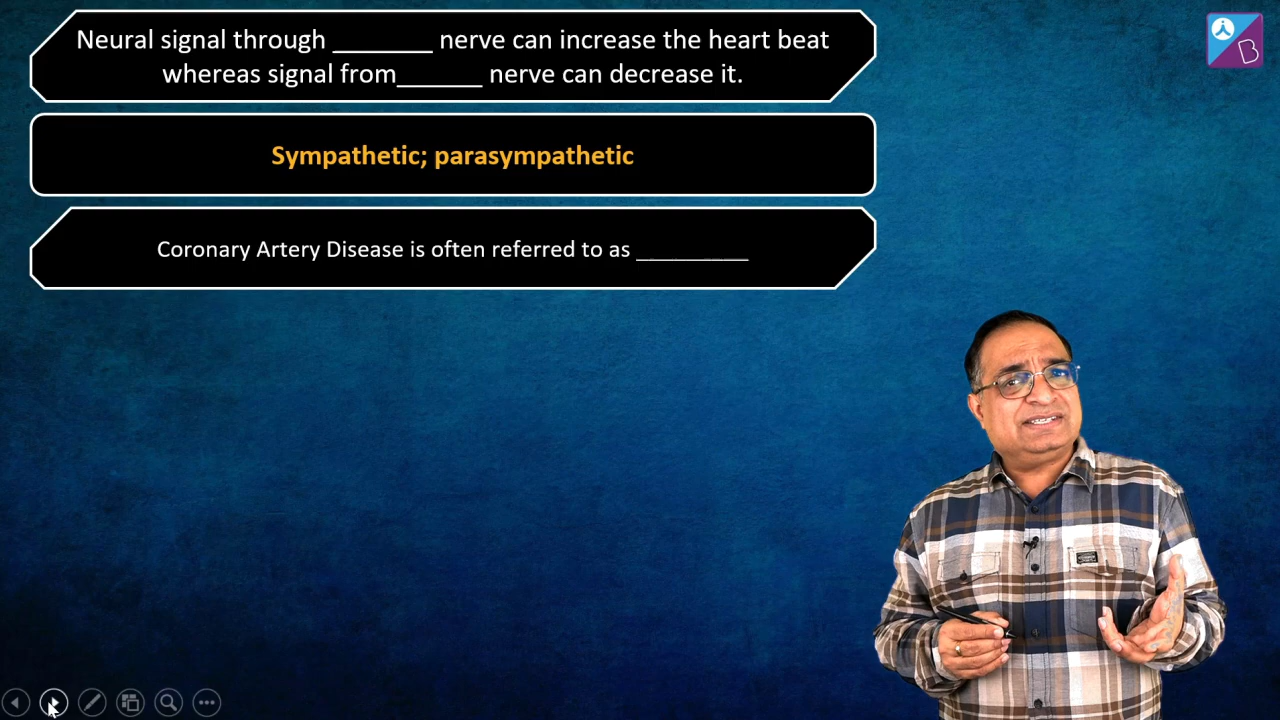 Neural signal through ________ nerve can increase the heart beat
whereas signal from_______ nerve can decrease it.
Sympathetic; parasympathetic
Coronary Artery Disease is often referred to as _________
B